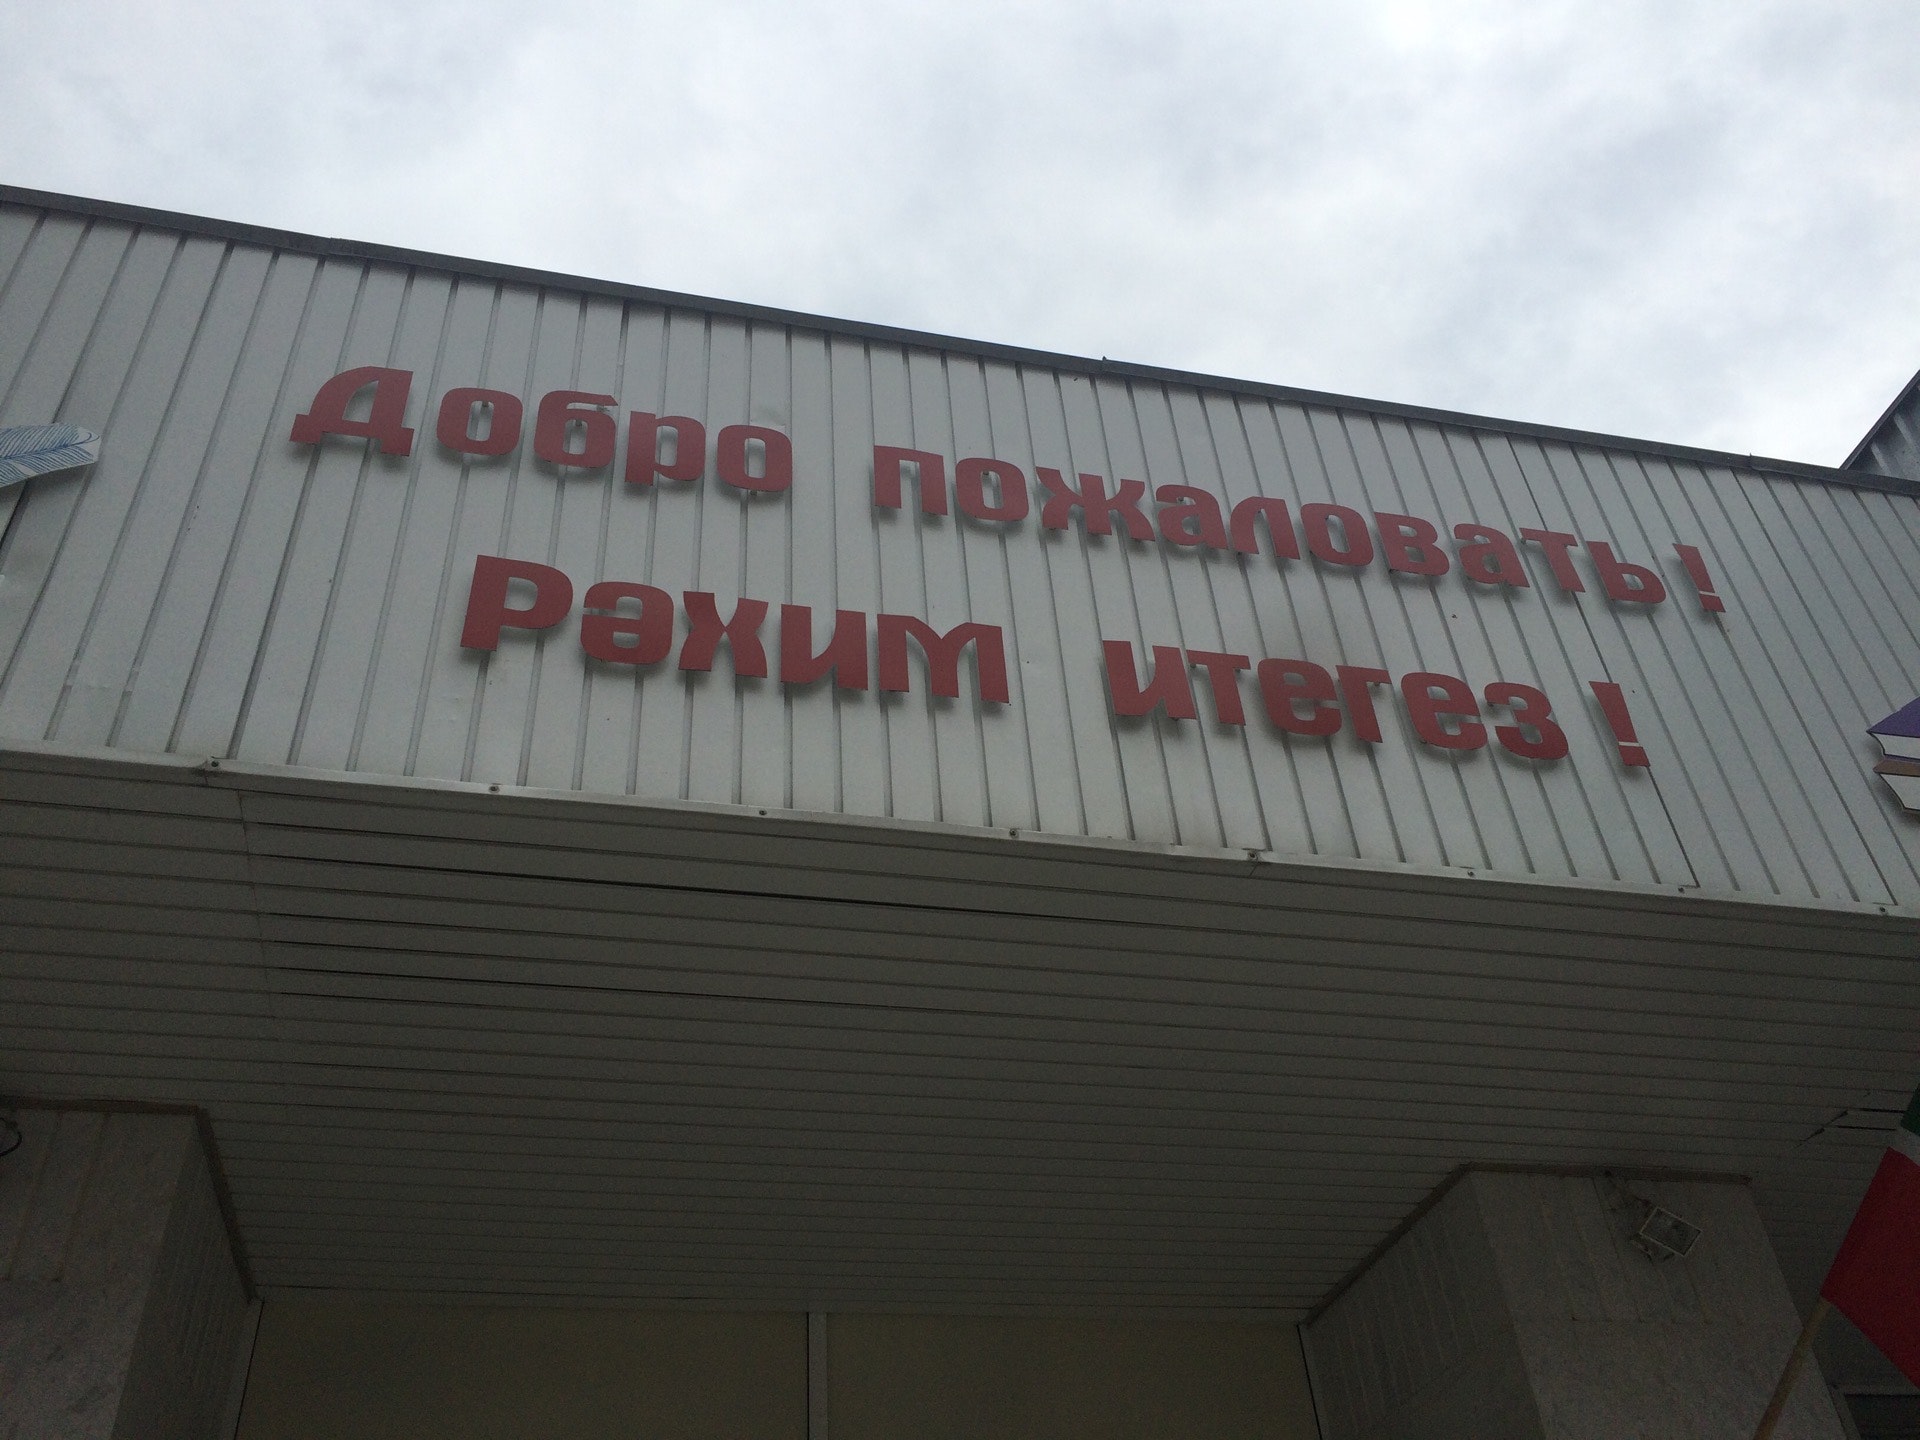 Добро пожаловать!
Рәхим итегез!